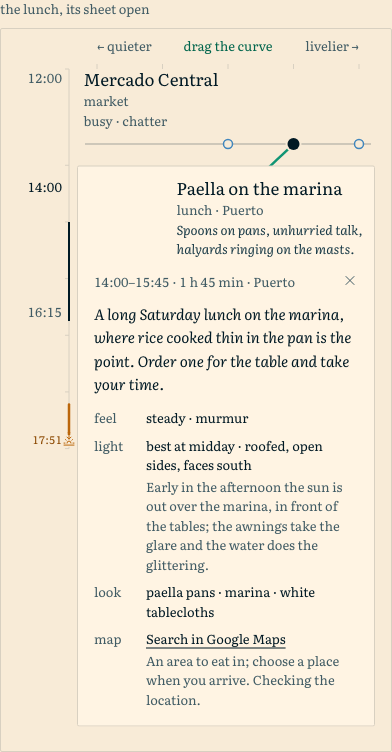 the lunch, its sheet open
← quieter drag the curve livelier →
12:00
Mercado Central
market
busy · chatter
14:00
Paella on the marina
lunch · Puerto
Spoons on pans, unhurried talk,
halyards ringing on the masts.
14:00–15:45 · 1 h 45 min · Puerto
16:15
A long Saturday lunch on the marina,
where rice cooked thin in the pan is the
point. Order one for the table and take
your time.
feel steady · murmur
17:51
light best at midday · roofed, open
sides, faces south
Early in the afternoon the sun is
out over the marina, in front of
the tables; the awnings take the
glare and the water does the
glittering.
look paella pans · marina · white
tablecloths
map Search in Google Maps
An area to eat in; choose a place
when you arrive. Checking the
location.